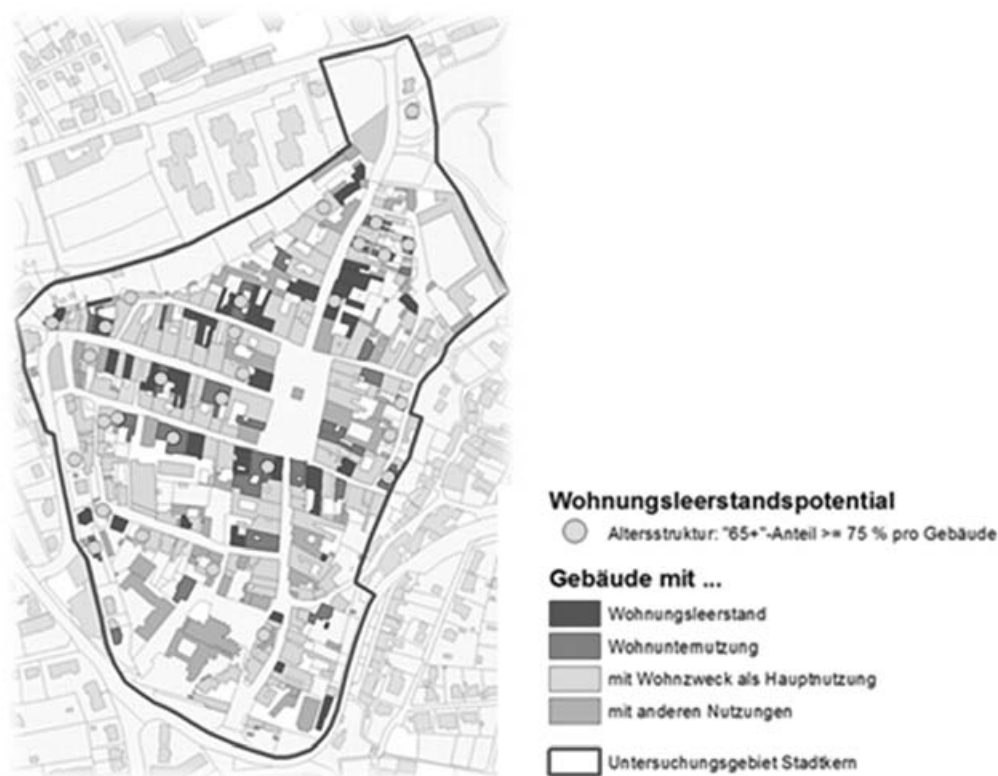 Wohnungsleerstandspotential
Altersstruktur: "65+"-Anteil >= 75 % pro Gebäude
Gebäude mit ...
Wohnungsleerstand
Wohnunternutzung
mit Wohnzweck als Hauptnutzung
mit anderen Nutzungen
Untersuchungsgebiet Stadtkern